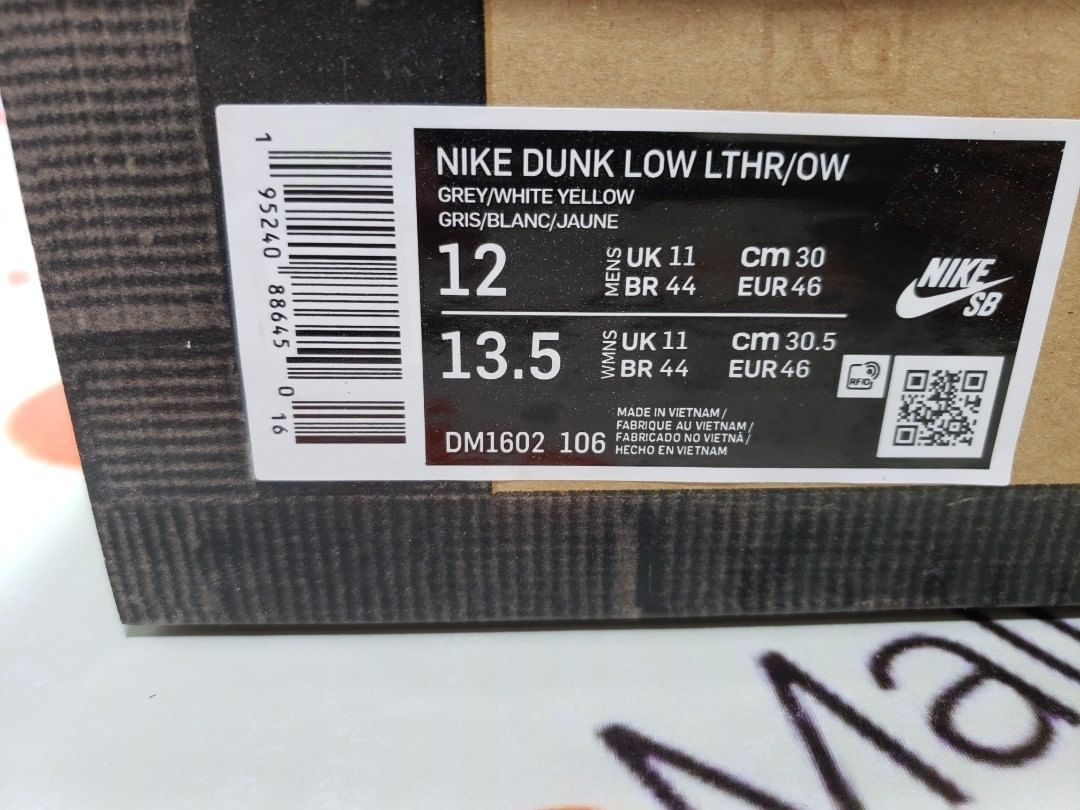 NIKE DUNK LOW LTHR/OW
GREY/WHITE YELLOW
GRIS/BLANC/JAUNE
12 MENS UK 11 cm 30
BR 44 EUR 46
13.5 WMNS UK 11 cm 30.5
BR 44 EUR 46
DM1602 106
MADE IN VIETNAM /
FABRIQUE AU VIETNAM /
FABRICADO NO VIETNÃ /
HECHO EN VIETNAM
NIKE
SB
RFID
1 95240 88645 0 16